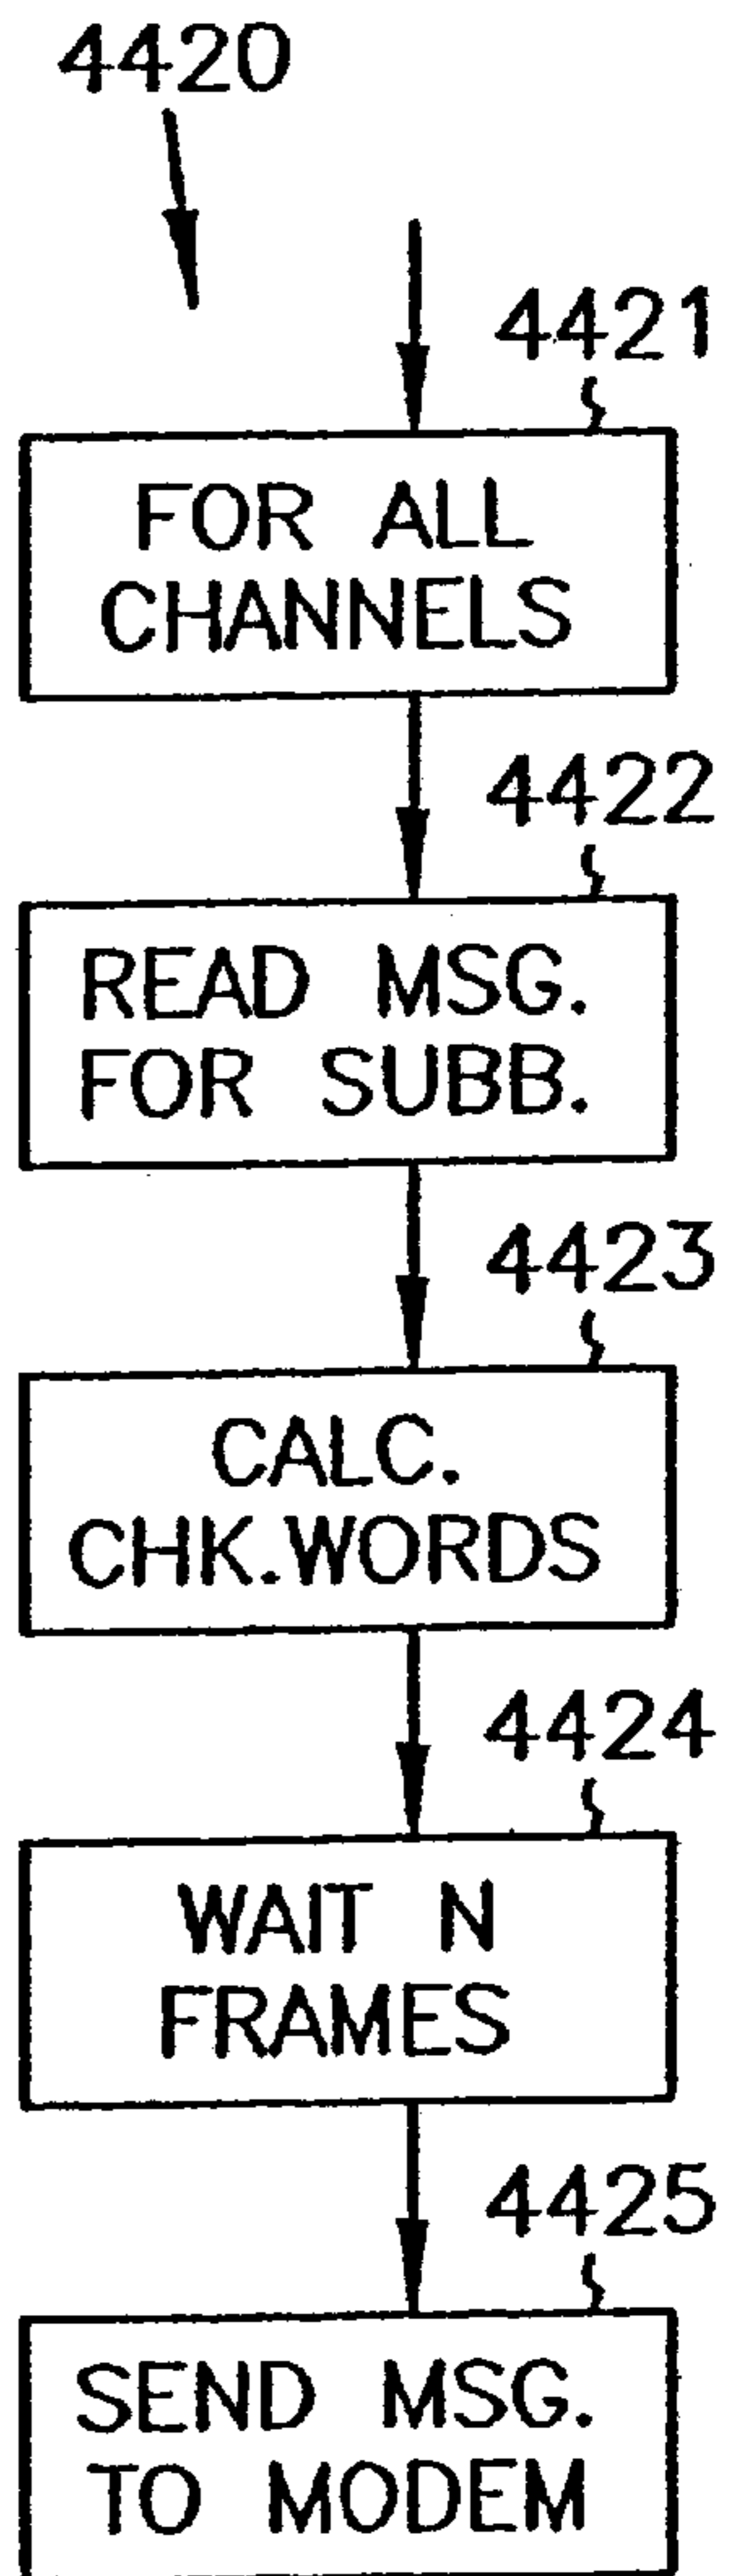 4420
4421
FOR ALL
CHANNELS
4422
READ MSG.
FOR SUBB.
4423
CALC.
CHK.WORDS
4424
WAIT N
FRAMES
4425
SEND MSG.
TO MODEM